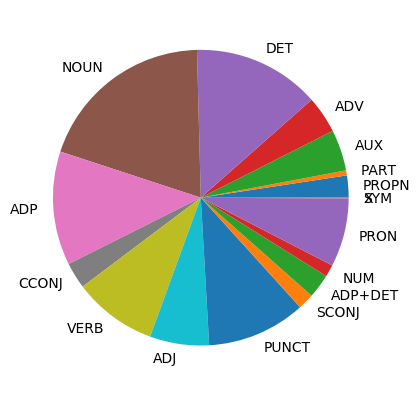 DET
NOUN
ADV
AUX
PART
PROPN
SYM
X
ADP
PRON
CCONJ
NUM
ADP+DET
SCONJ
VERB
PUNCT
ADJ